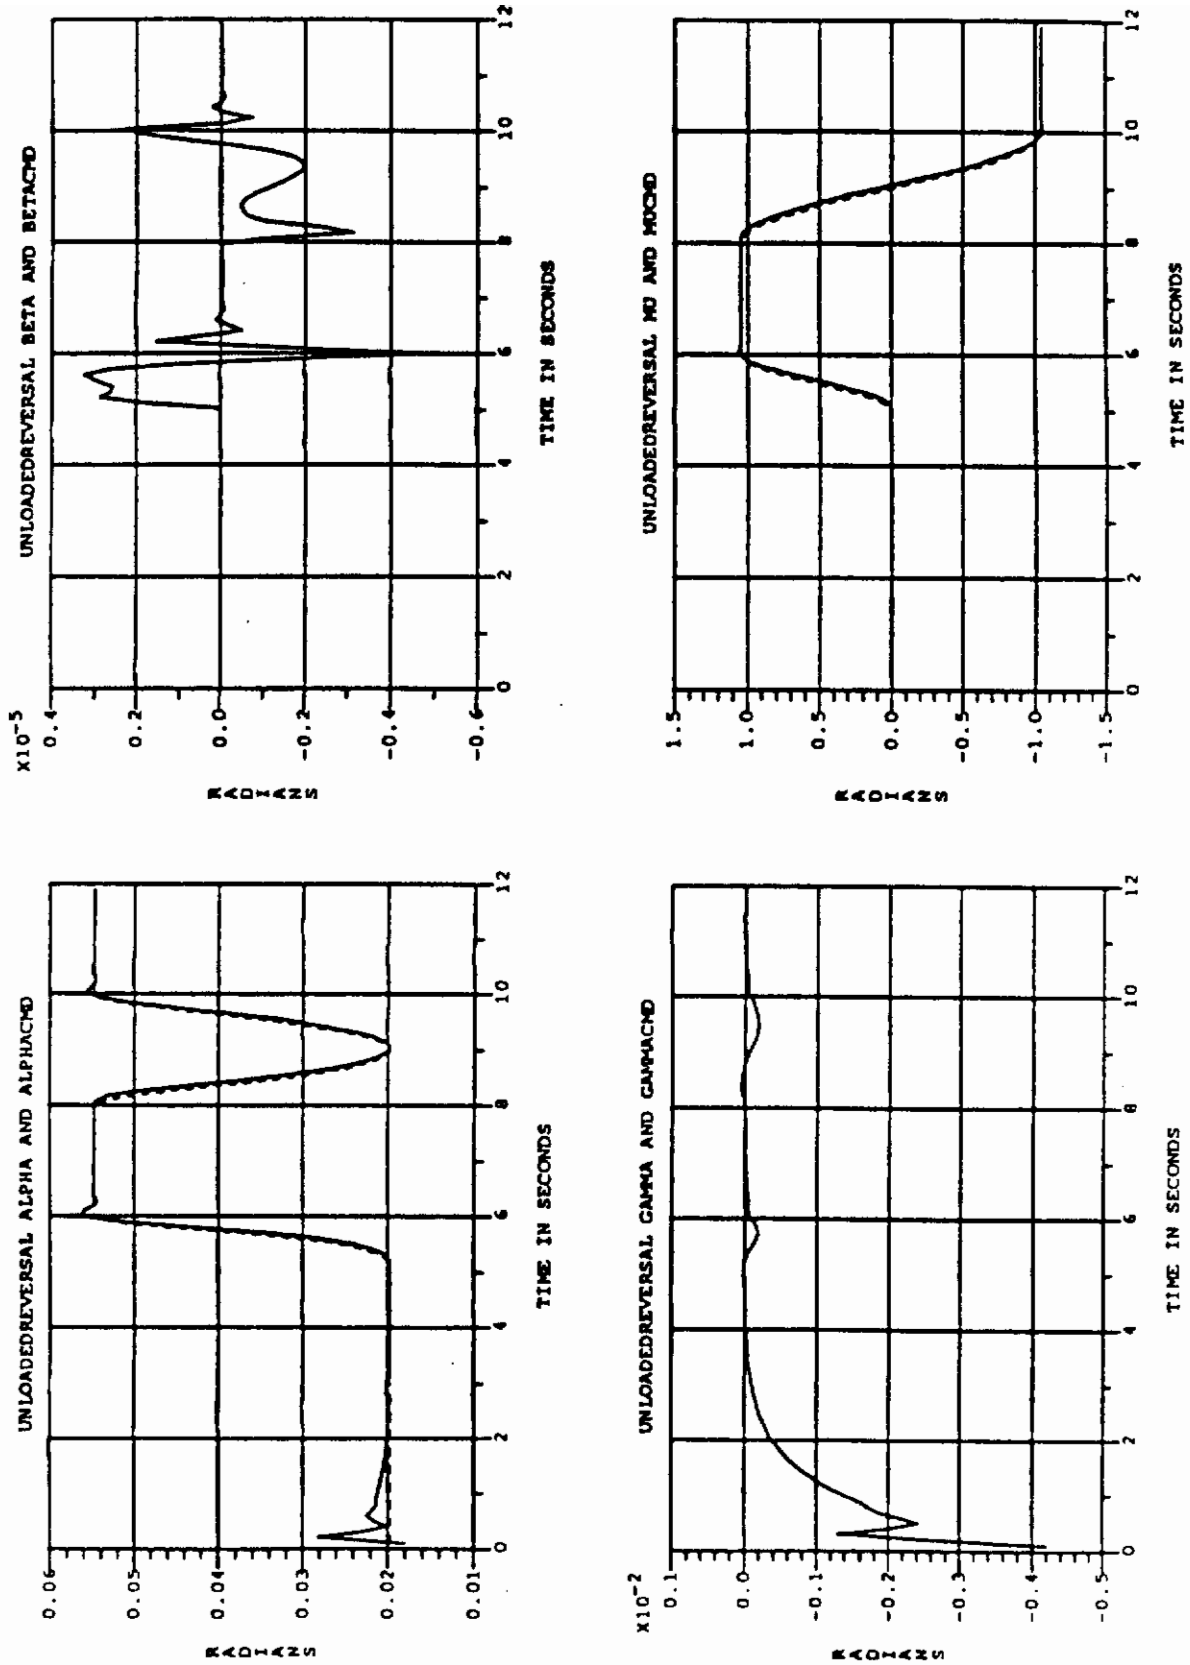 UNLOADEDREVERSAL ALPHA AND ALPHACMD
0.06
0.05
0.04
0.03
0.02
0.01
RADIANS
0 2 4 6 8 10 12
TIME IN SECONDS
UNLOADEDREVERSAL BETA AND BETACMD
X10-5
0.4
0.2
0.0
-0.2
-0.4
-0.6
RADIANS
0 2 4 6 8 10 12
TIME IN SECONDS
UNLOADEDREVERSAL GAMMA AND GAMMACMD
X10-2
0.1
0.0
-0.1
-0.2
-0.3
-0.4
-0.5
RADIANS
0 2 4 6 8 10 12
TIME IN SECONDS
UNLOADEDREVERSAL MU AND MUCMD
1.5
1.0
0.5
0.0
-0.5
-1.0
-1.5
RADIANS
0 2 4 6 8 10 12
TIME IN SECONDS